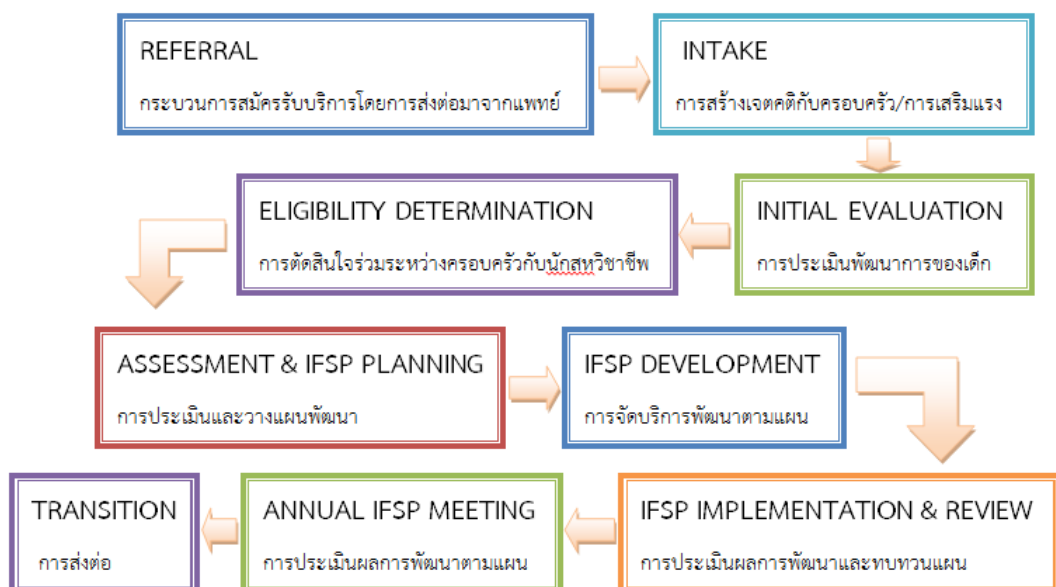 REFERRAL
กระบวนการสมัครรับบริการโดยการส่งต่อมาจากแพทย์
INTAKE
การสร้างเจตคติกับครอบครัว/การเสริมแรง
INITIAL EVALUATION
การประเมินพัฒนาการของเด็ก
ELIGIBILITY DETERMINATION
การตัดสินใจร่วมระหว่างครอบครัวกับนักสหวิชาชีพ
ASSESSMENT & IFSP PLANNING
การประเมินและวางแผนพัฒนา
IFSP DEVELOPMENT
การจัดบริการพัฒนาตามแผน
IFSP IMPLEMENTATION & REVIEW
การประเมินผลการพัฒนาและทบทวนแผน
ANNUAL IFSP MEETING
การประเมินผลการพัฒนาตามแผน
TRANSITION
การส่งต่อ